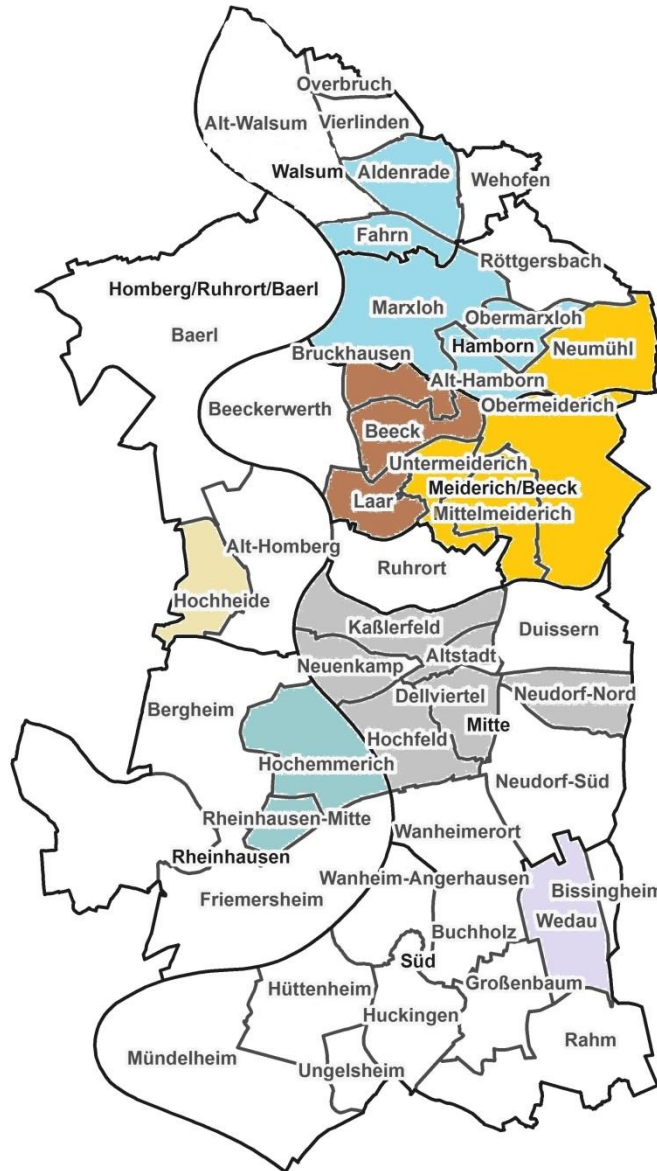 Overbruch
Alt-Walsum
Vierlinden
Walsum
Aldenrade
Wehofen
Fahrn
Röttgersbach
Homberg/Ruhrort/Baerl
Baerl
Marxloh
Obermarxloh
Hamborn
Neumühl
Bruckhausen
Alt-Hamborn
Beeckerwerth
Obermeiderich
Beeck
Untermeiderich
Meiderich/Beeck
Laar
Mittelmeiderich
Alt-Homberg
Ruhrort
Hochheide
Kaßlerfeld
Duissern
Altstadt
Neuenkamp
Dellviertel
Neudorf-Nord
Bergheim
Mitte
Hochfeld
Hochemmerich
Neudorf-Süd
Rheinhausen-Mitte
Wanheimerort
Rheinhausen
Wanheim-Angerhausen
Bissingheim
Friemersheim
Wedau
Buchholz
Süd
Großenbaum
Hüttenheim
Huckingen
Rahm
Mündelheim
Ungelsheim